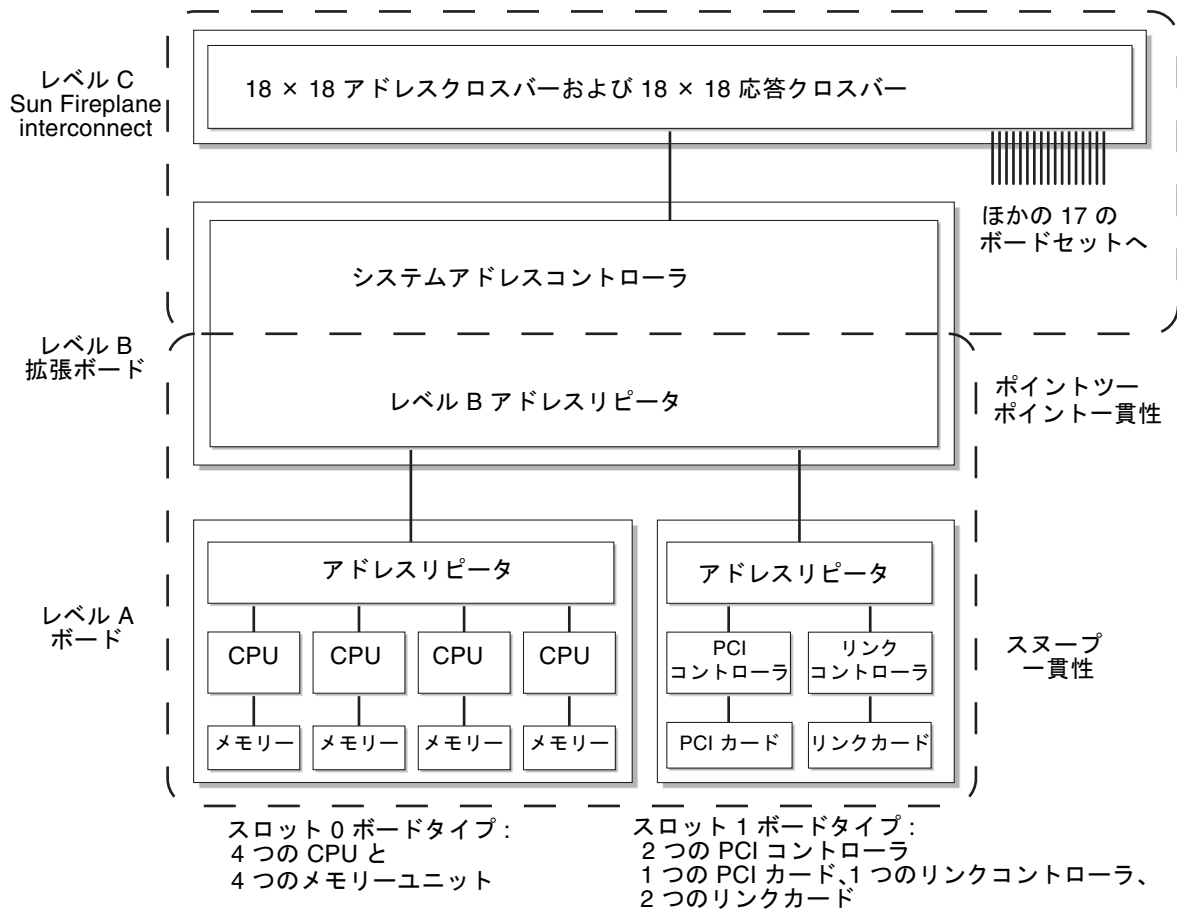 レベル C
Sun Fireplane
interconnect
18 × 18 アドレスクロスバーおよび 18 × 18 応答クロスバー
ほかの 17 の
ボードセットへ
システムアドレスコントローラ
レベル B
拡張ボード
レベル B アドレスリピータ
ポイントツー
ポイント一貫性
レベル A
ボード
アドレスリピータ
CPU
CPU
CPU
CPU
メモリー
メモリー
メモリー
メモリー
アドレスリピータ
PCI
コントローラ
リンク
コントローラ
PCI カード
リンクカード
スヌープ
一貫性
スロット 0 ボードタイプ :
4 つの CPU と
4 つのメモリーユニット
スロット 1 ボードタイプ :
2 つの PCI コントローラ
1 つの PCI カード、1 つのリンクコントローラ、
2 つのリンクカード